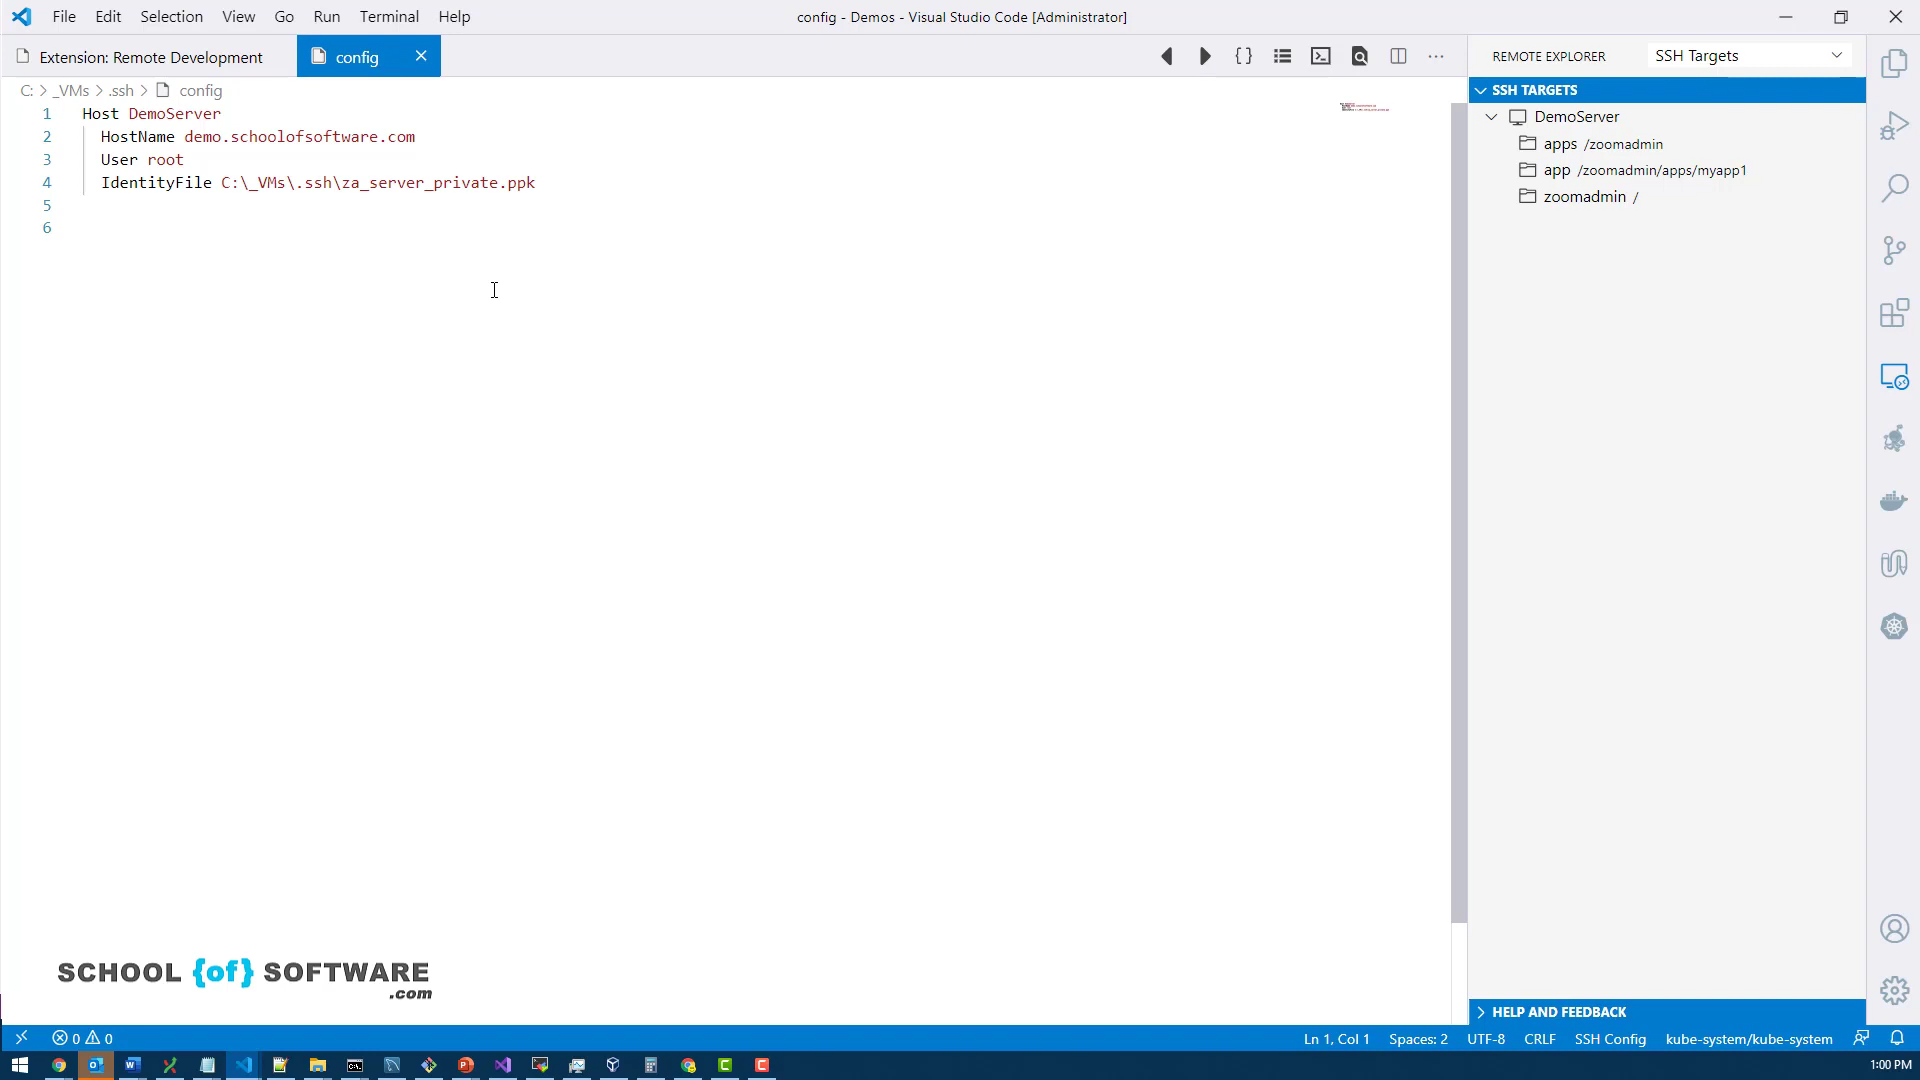 File Edit Selection View Go Run Terminal Help
config - Demos - Visual Studio Code [Administrator]
Extension: Remote Development
config
REMOTE EXPLORER
SSH Targets
C: > _VMs > .ssh > config
1 Host DemoServer
2 HostName demo.schoolofsoftware.com
3 User root
4 IdentityFile C:\_VMs\.ssh\za_server_private.ppk
5
6
SSH TARGETS
DemoServer
apps /zoomadmin
app /zoomadmin/apps/myapp1
zoomadmin /
SCHOOL {of} SOFTWARE
.com
HELP AND FEEDBACK
0 0
Ln 1, Col 1 Spaces: 2 UTF-8 CRLF SSH Config kube-system/kube-system
1:00 PM